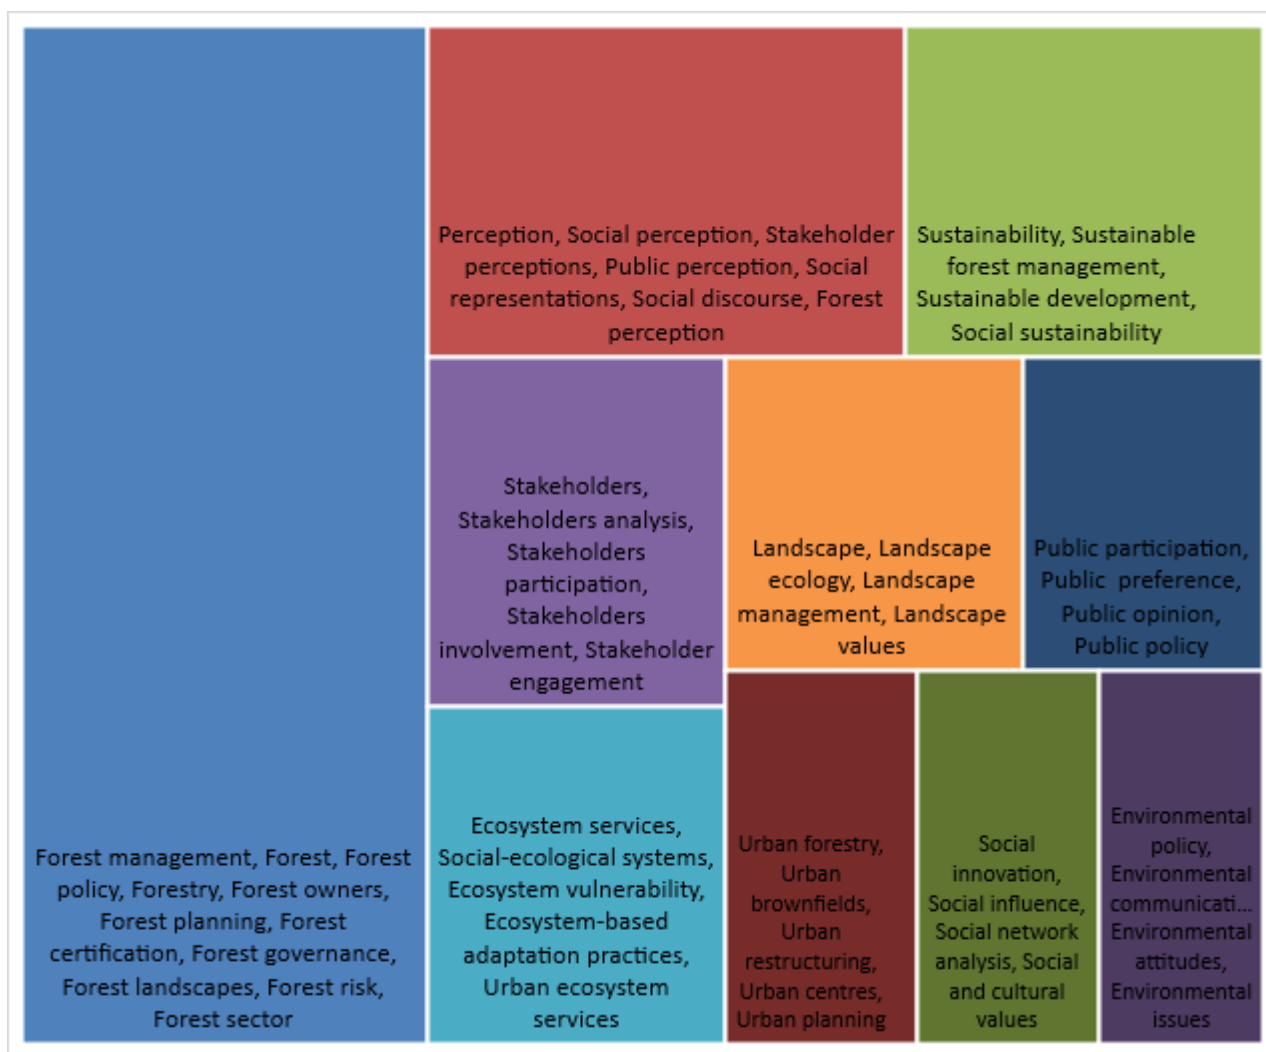 Forest management, Forest, Forest
policy, Forestry, Forest owners,
Forest planning, Forest
certification, Forest governance,
Forest landscapes, Forest risk,
Forest sector
Perception, Social perception, Stakeholder
perceptions, Public perception, Social
representations, Social discourse, Forest
perception
Sustainability, Sustainable
forest management,
Sustainable development,
Social sustainability
Stakeholders,
Stakeholders analysis,
Stakeholders
participation,
Stakeholders
involvement, Stakeholder
engagement
Landscape, Landscape
ecology, Landscape
management, Landscape
values
Public participation,
Public  preference,
Public opinion,
Public policy
Ecosystem services,
Social-ecological systems,
Ecosystem vulnerability,
Ecosystem-based
adaptation practices,
Urban ecosystem
services
Urban forestry,
Urban
brownfields,
Urban
restructuring,
Urban centres,
Urban planning
Social
innovation,
Social influence,
Social network
analysis, Social
and cultural
values
Environmental
policy,
Environmental
communicati...
Environmental
attitudes,
Environmental
issues